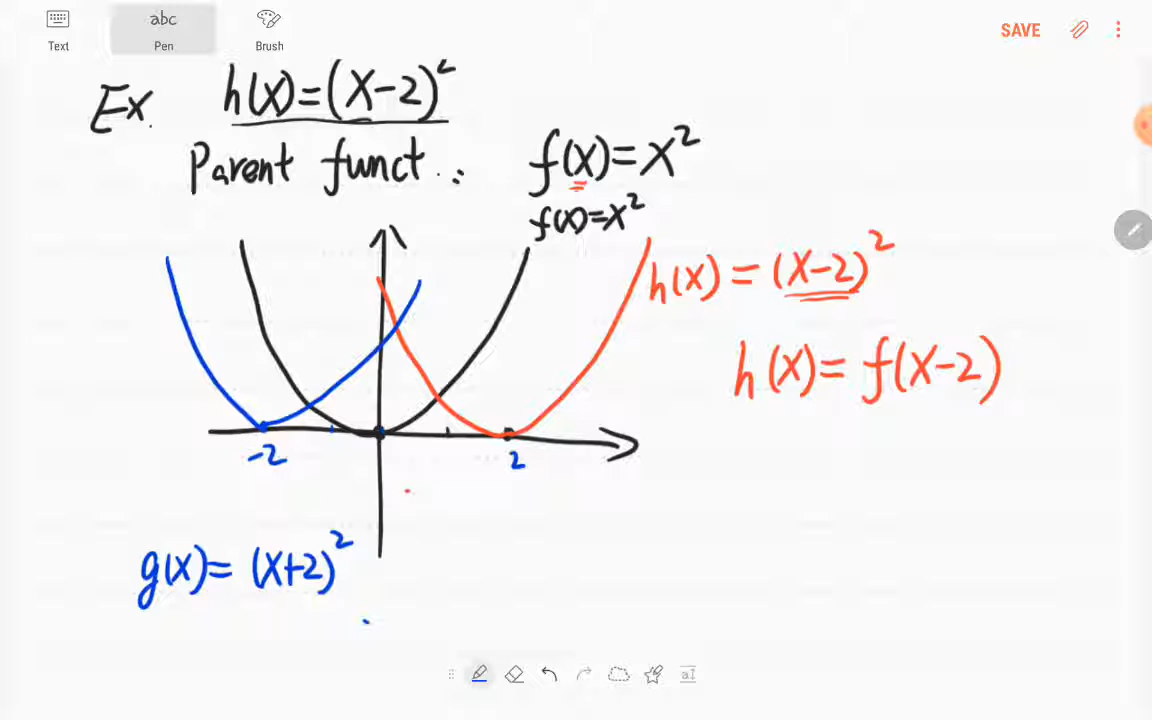 Text
abc
Pen
Brush
SAVE
Ex. h(x)=(x-2)²
Parent funct.: f(x)=x²
f(x)=x²
h(x)=(x-2)²
h(x)=f(x-2)
-2
2
g(x)=(x+2)²
aI